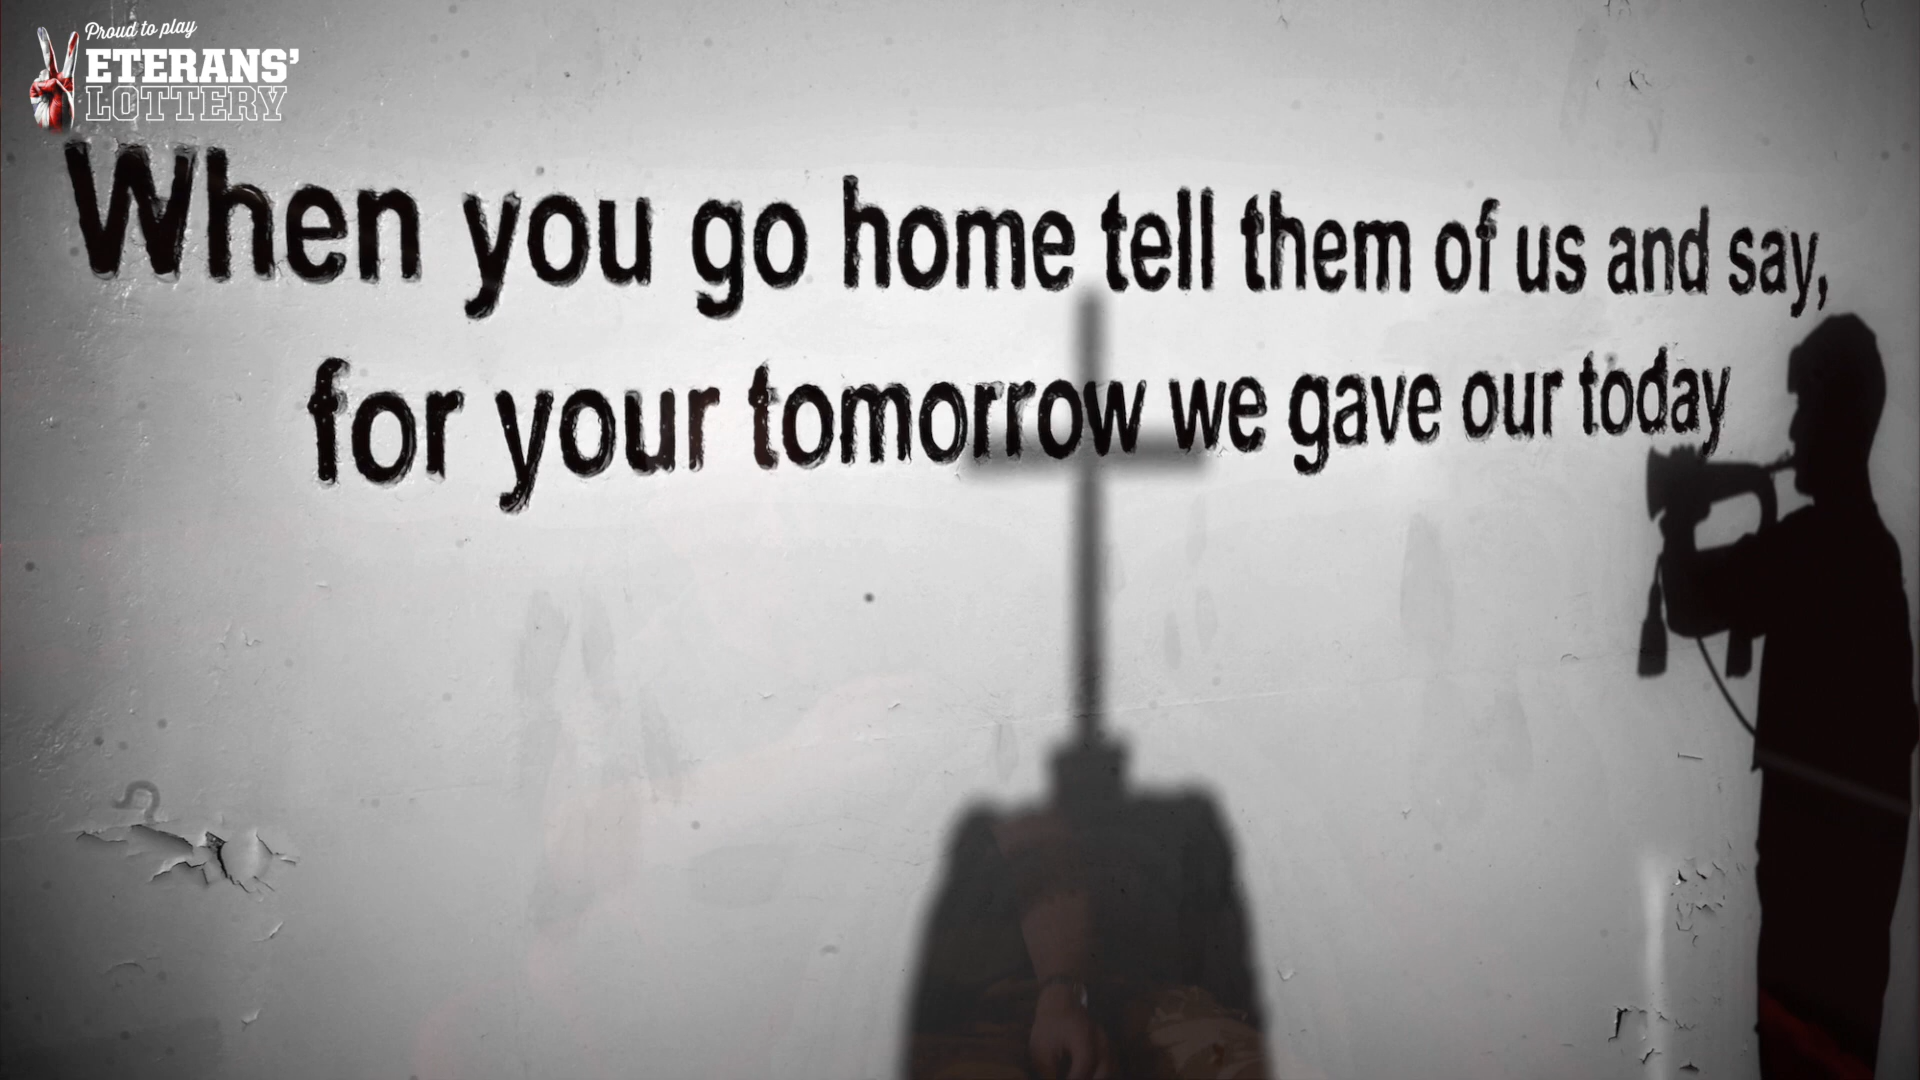 Proud to play
VETERANS'
LOTTERY
When you go home tell them of us and say,
for your tomorrow we gave our today